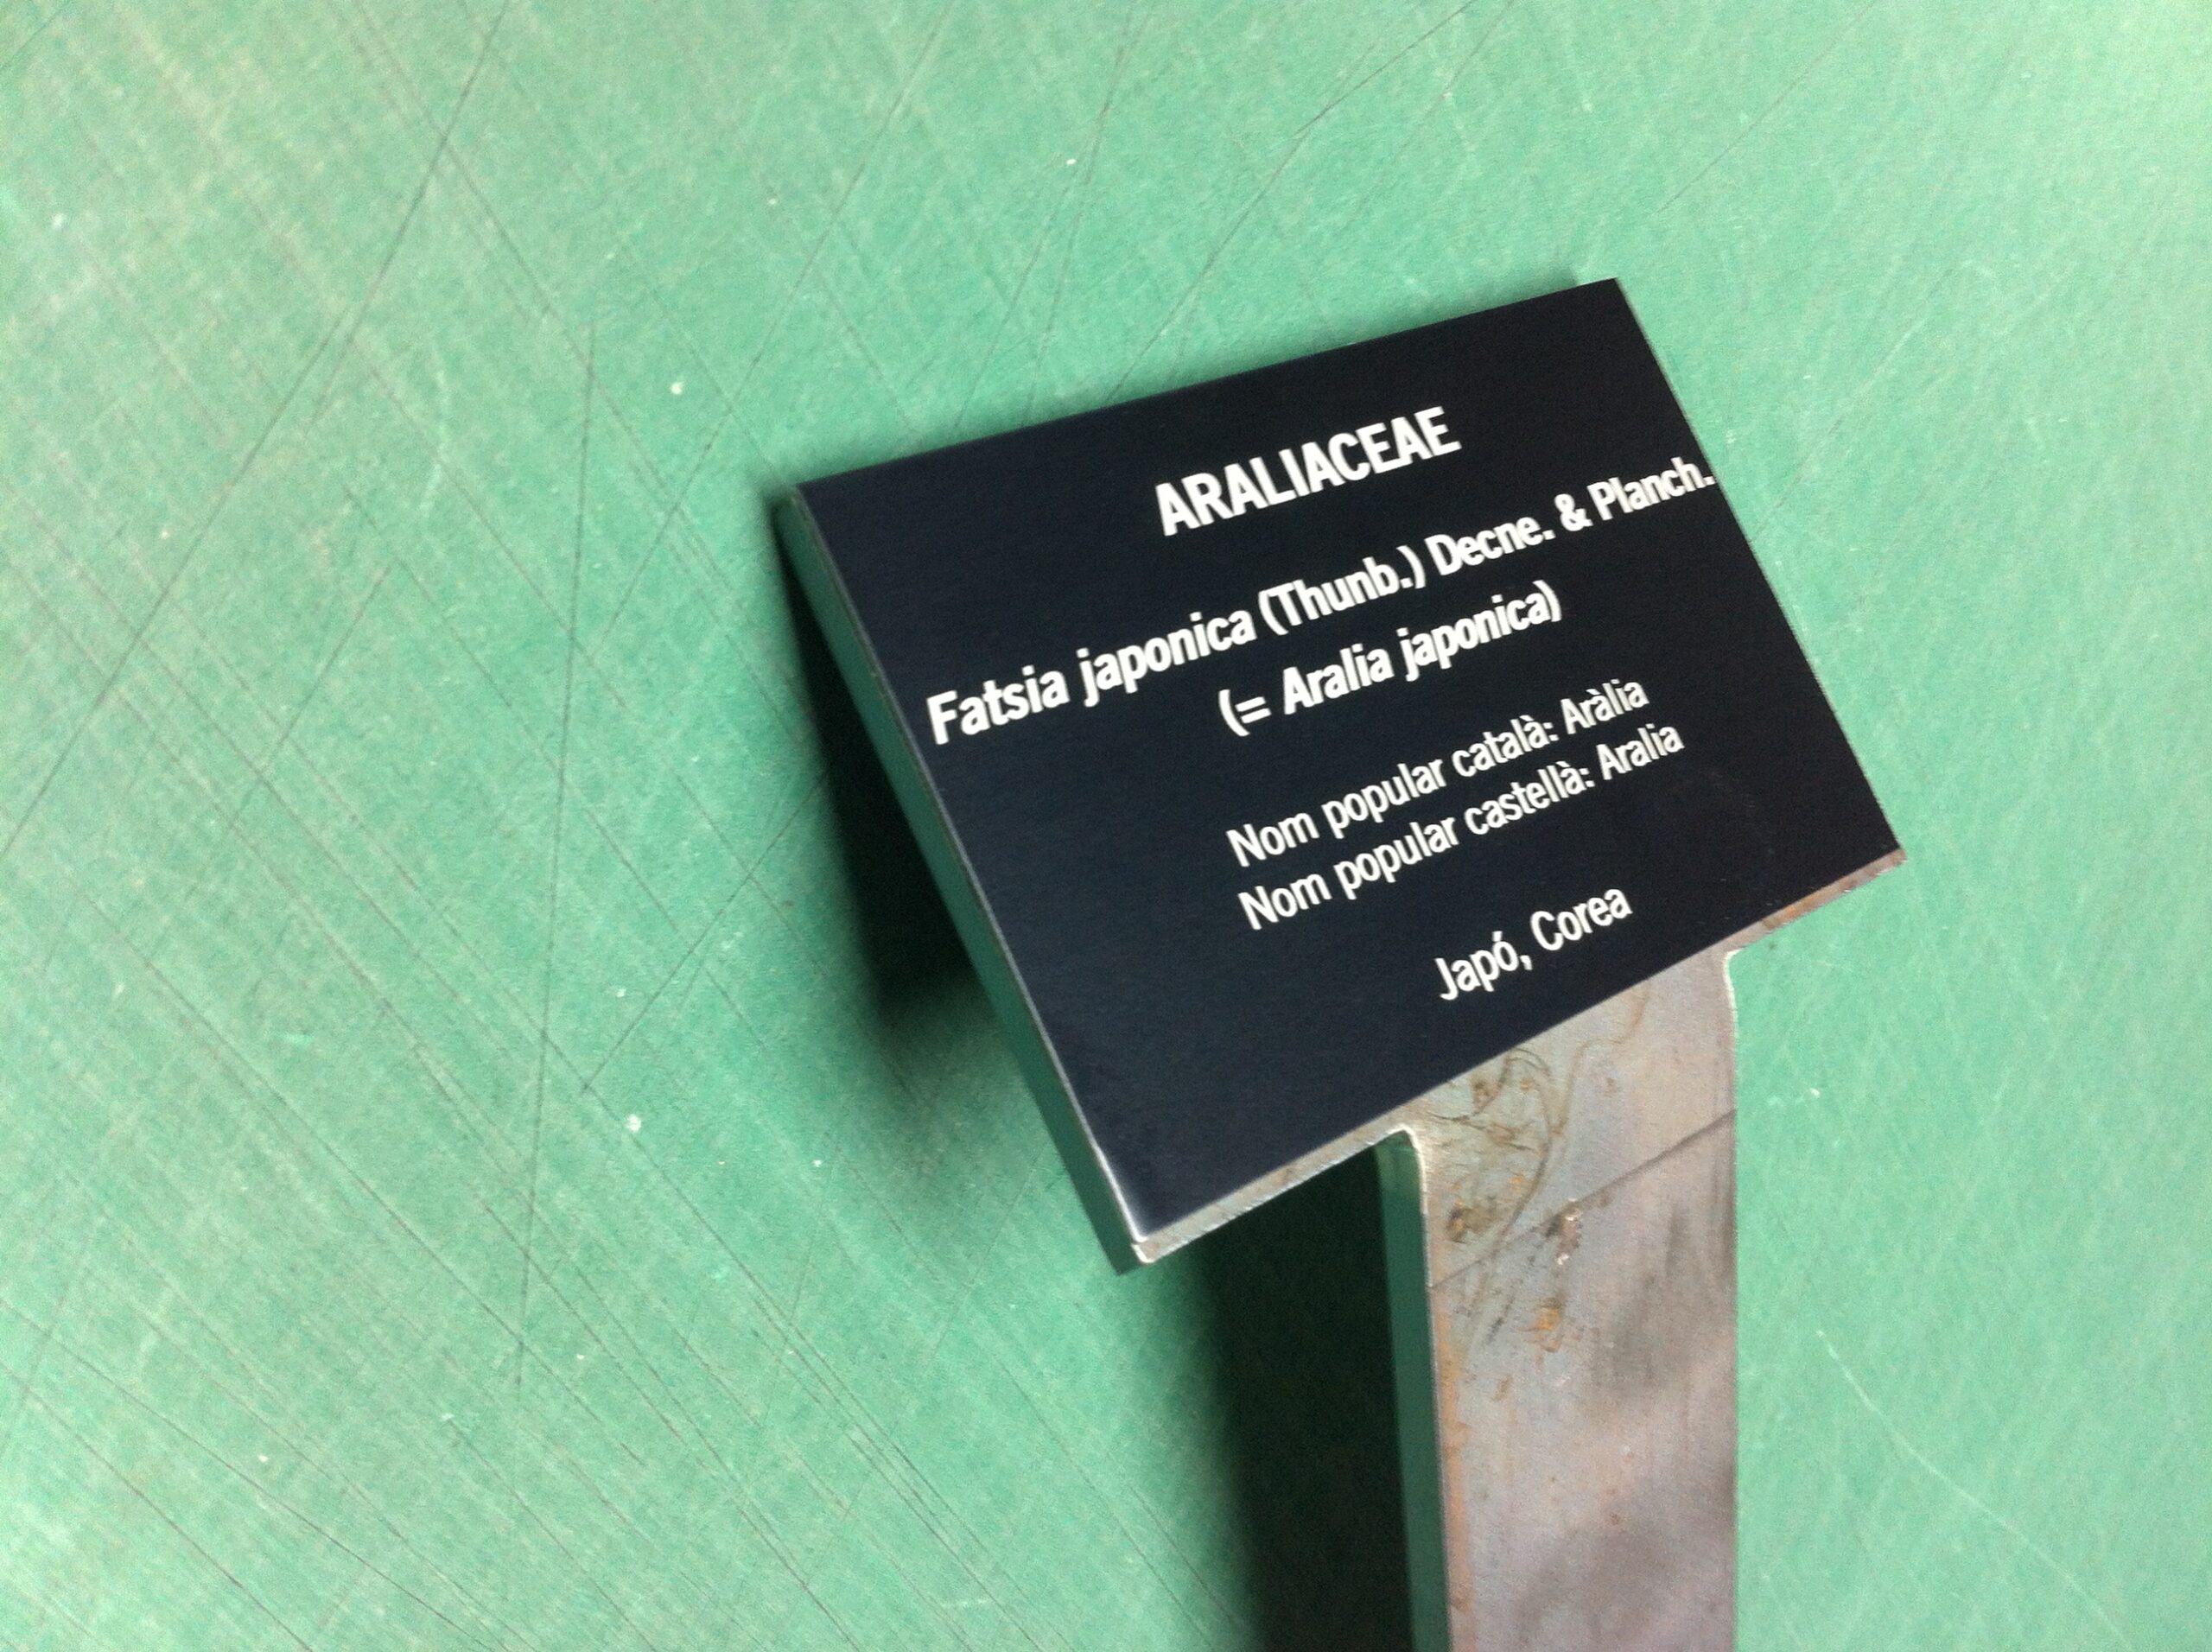 ARALIACEAE
Fatsia japonica (Thunb.) Decne. & Planch.
(= Aralia japonica)
Nom popular català: Aràlia
Nom popular castellà: Aralia
Japó, Corea